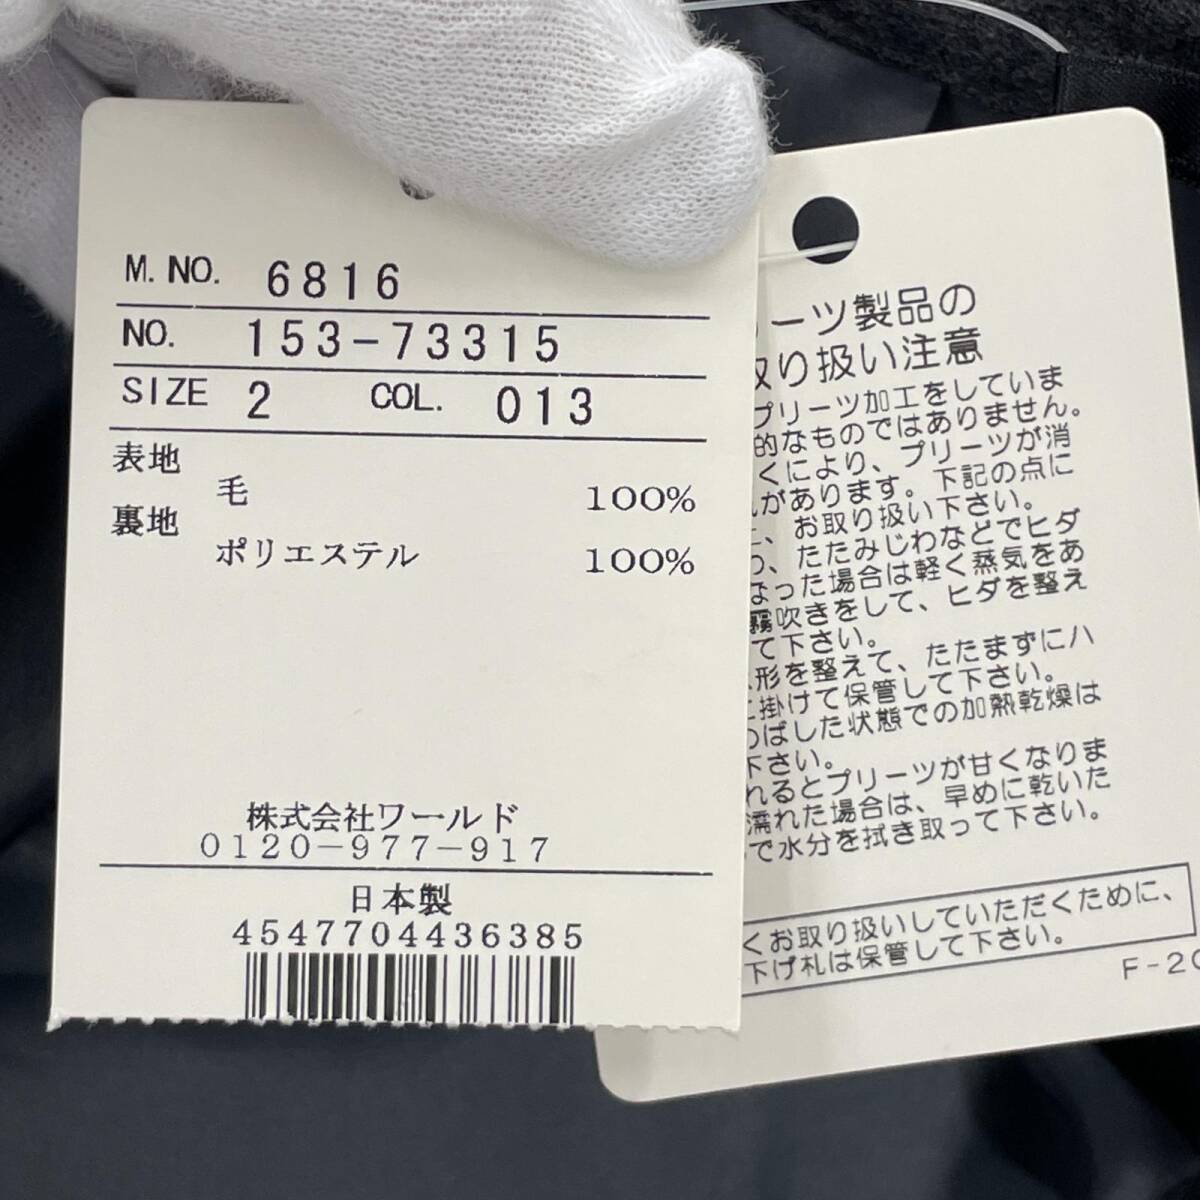 M. NO. 6816
NO. 153-73315
SIZE 2 COL. 013
表地
毛 100%
裏地
ポリエステル 100%
株式会社ワールド
0120-977-917
日本製
4547704436385
ーツ製品の
取り扱い注意
プリーツ加工をしていま
的なものではありません。
くにより、プリーツが消
があります。下記の点に
、お取り扱い下さい。
、たたみじわなどでヒダ
なった場合は軽く蒸気をあ
霧吹きをして、ヒダを整え
て下さい。
形を整えて、たたまずにハ
掛けて保管して下さい。
ばした状態での加熱乾燥は
下さい。
れるとプリーツが甘くなりま
濡れた場合は、早めに乾いた
で水分を拭き取って下さい。
くお取り扱いしていただくために、
下げ札は保管して下さい。
F-20